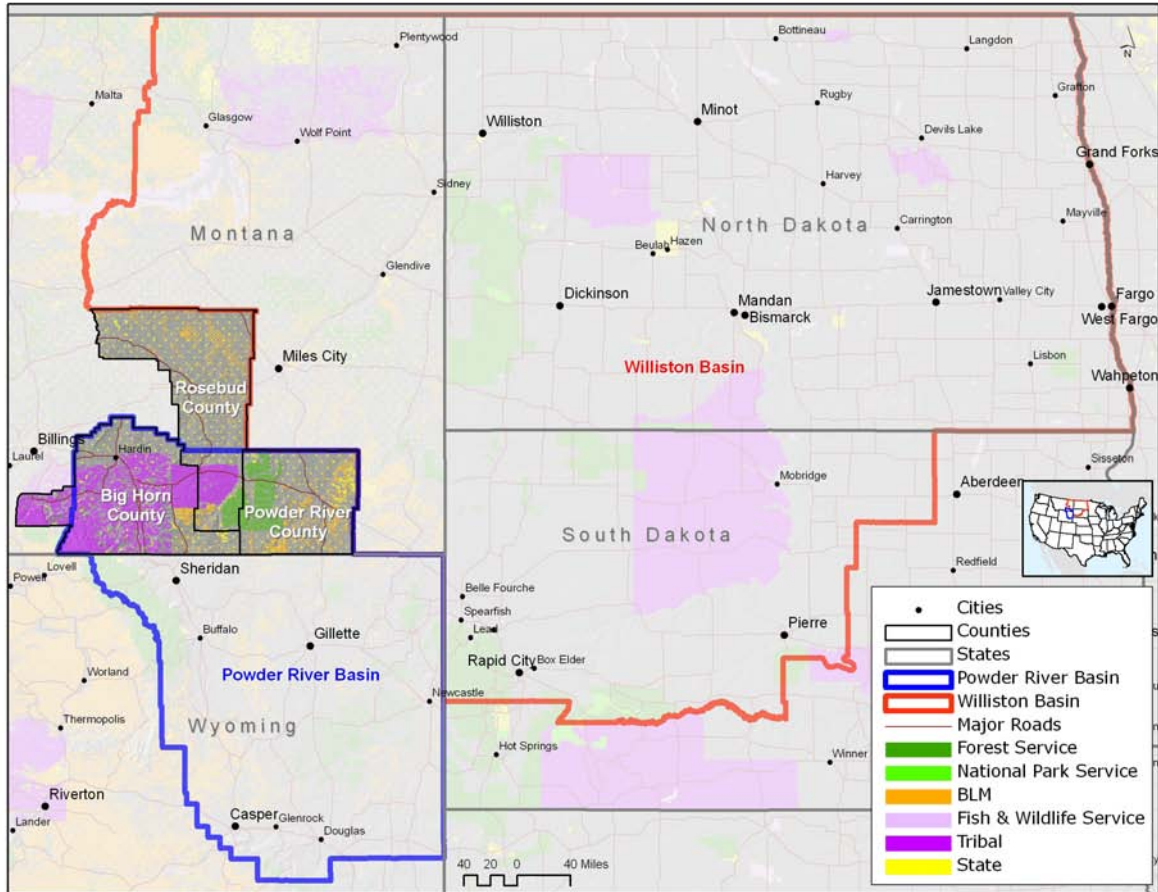 Plentywood
Bottineau
Langdon
N
Malta
Glasgow
Wolf Point
Williston
Minot
Rugby
Grafton
Devils Lake
Grand Forks
Sidney
Harvey
Montana
North Dakota
Carrington
Mayville
Beulah
Hazen
Glendive
Dickinson
Mandan
Bismarck
Jamestown
Valley City
Fargo
West Fargo
Miles City
Williston Basin
Lisbon
Rosebud
County
Wahpeton
Billings
Laurel
Hardin
Sisseton
Mobridge
Aberdeen
Big Horn
County
Powder River
County
South Dakota
Sheridan
Lovell
Powell
Redfield
Belle Fourche
Spearfish
Lead
Buffalo
Gillette
Pierre
Rapid City
Box Elder
Powder River Basin
Worland
Newcastle
Thermopolis
Wyoming
Hot Springs
Winner
Riverton
Lander
Casper
Glenrock
Douglas
40 20 0 40 Miles
Cities
Counties
States
Powder River Basin
Williston Basin
Major Roads
Forest Service
National Park Service
BLM
Fish & Wildlife Service
Tribal
State